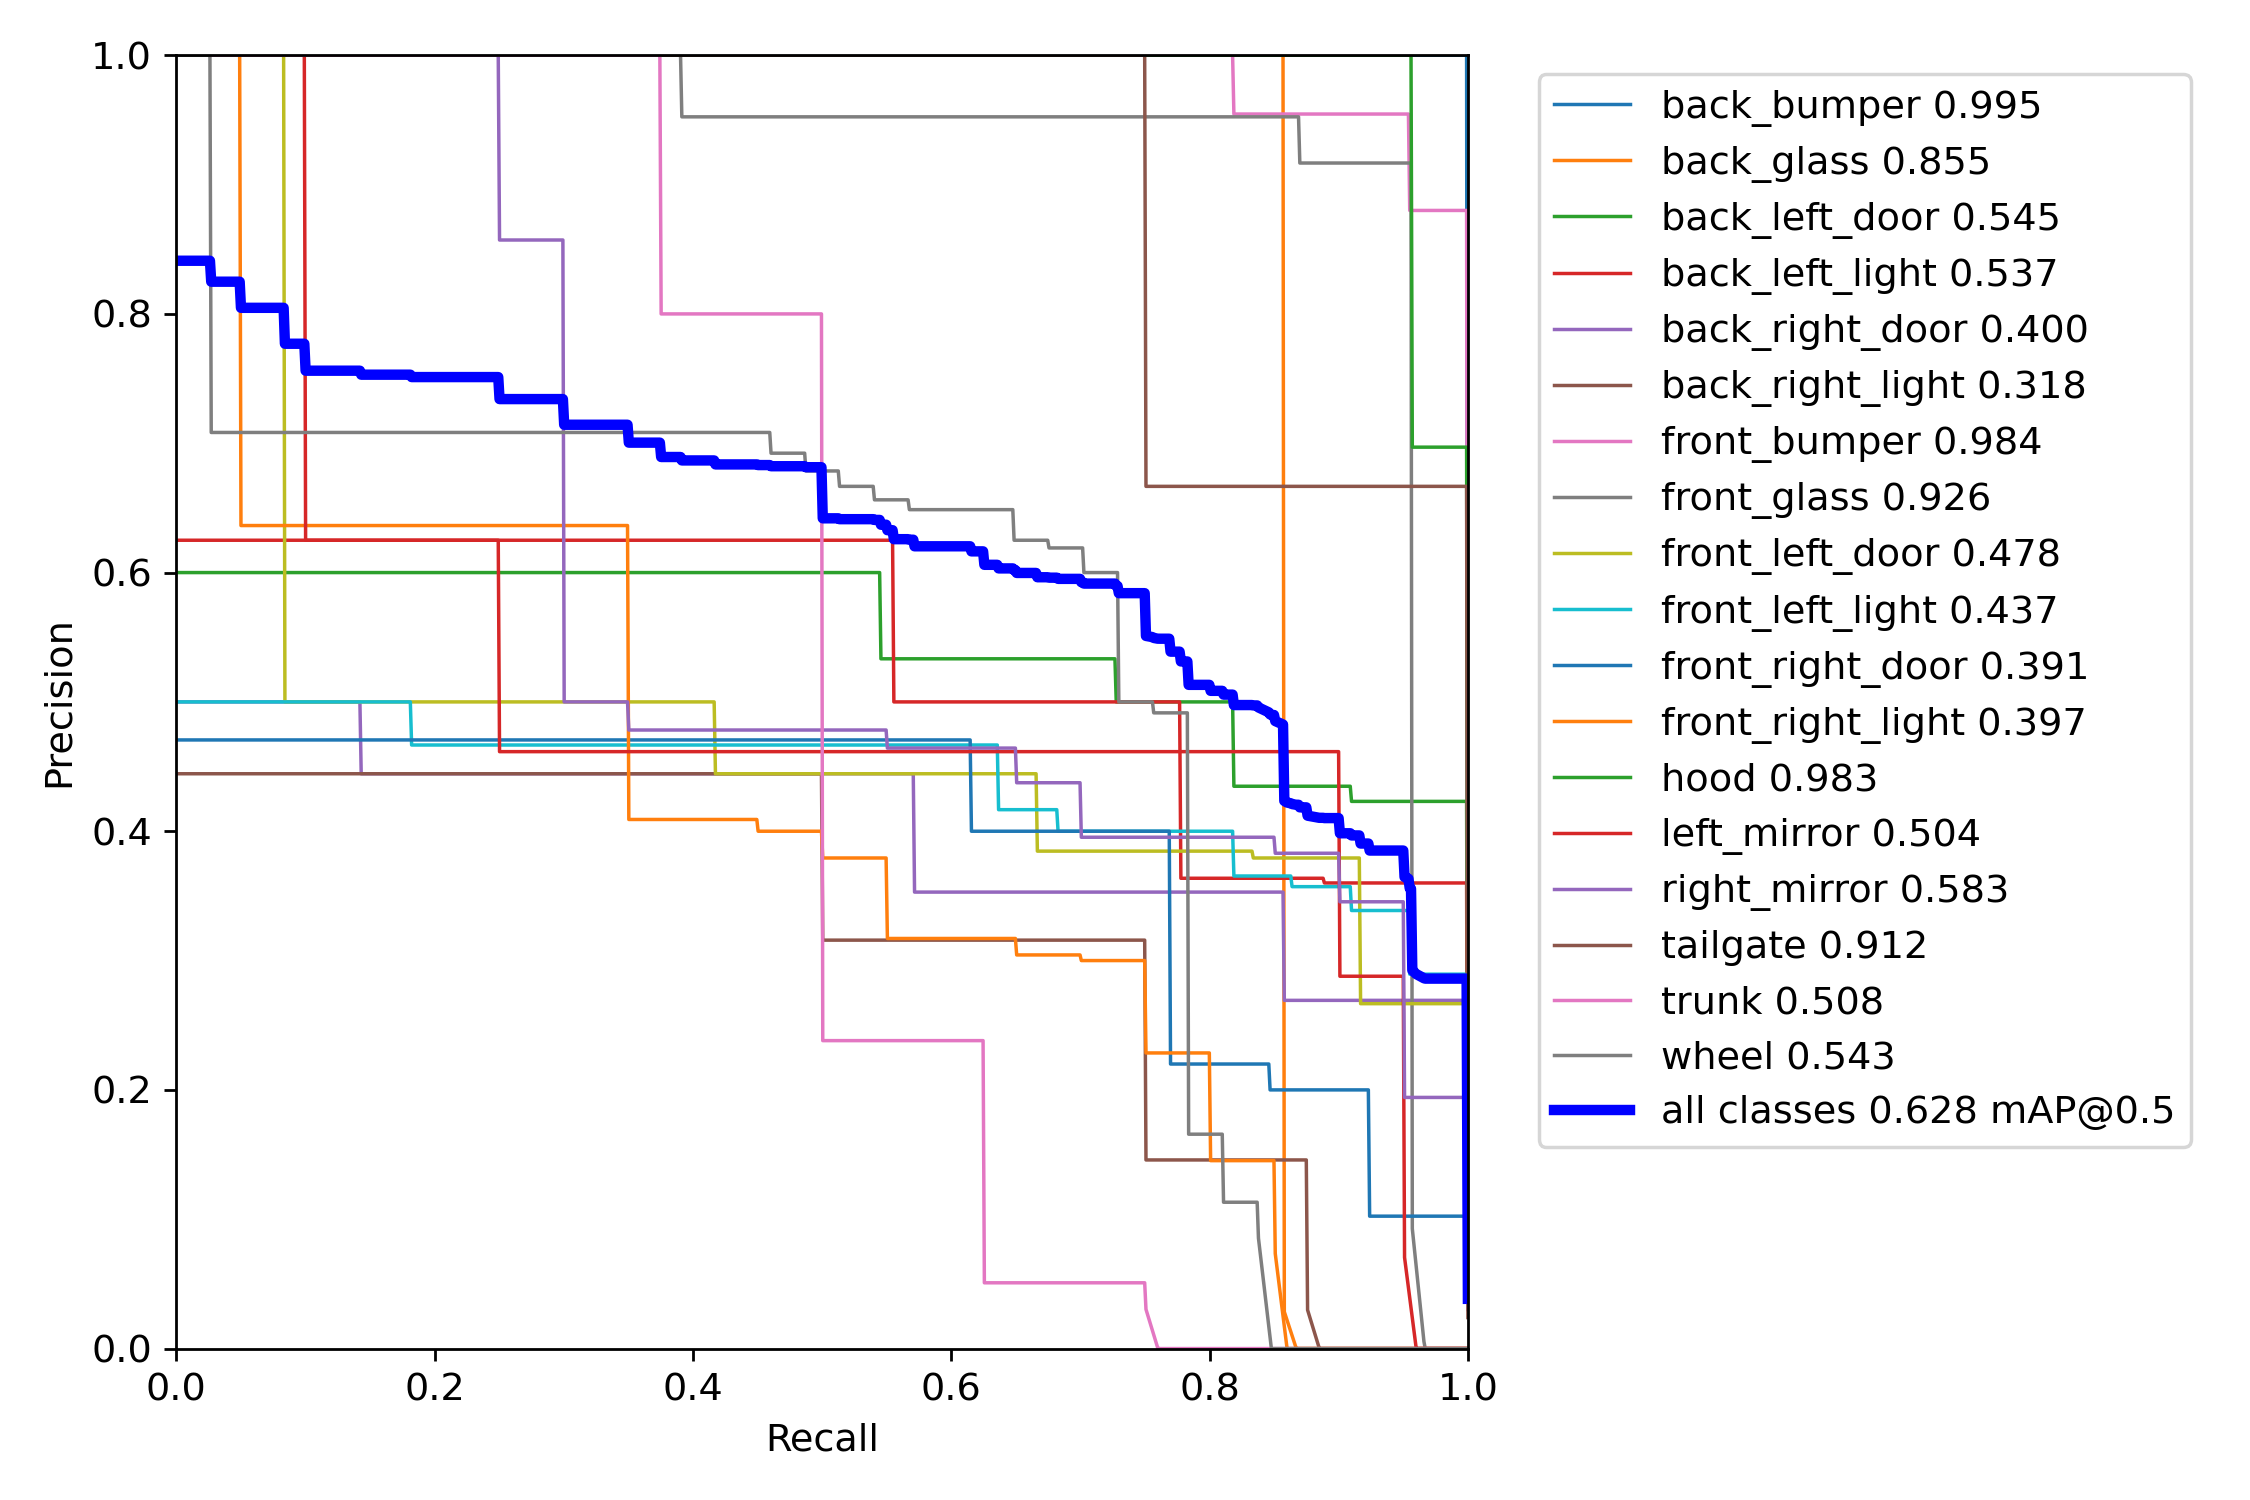 1.0
0.8
0.6
0.4
0.2
0.0
0.0 0.2 0.4 0.6 0.8 1.0
Precision
Recall
back_bumper 0.995
back_glass 0.855
back_left_door 0.545
back_left_light 0.537
back_right_door 0.400
back_right_light 0.318
front_bumper 0.984
front_glass 0.926
front_left_door 0.478
front_left_light 0.437
front_right_door 0.391
front_right_light 0.397
hood 0.983
left_mirror 0.504
right_mirror 0.583
tailgate 0.912
trunk 0.508
wheel 0.543
all classes 0.628 mAP@0.5